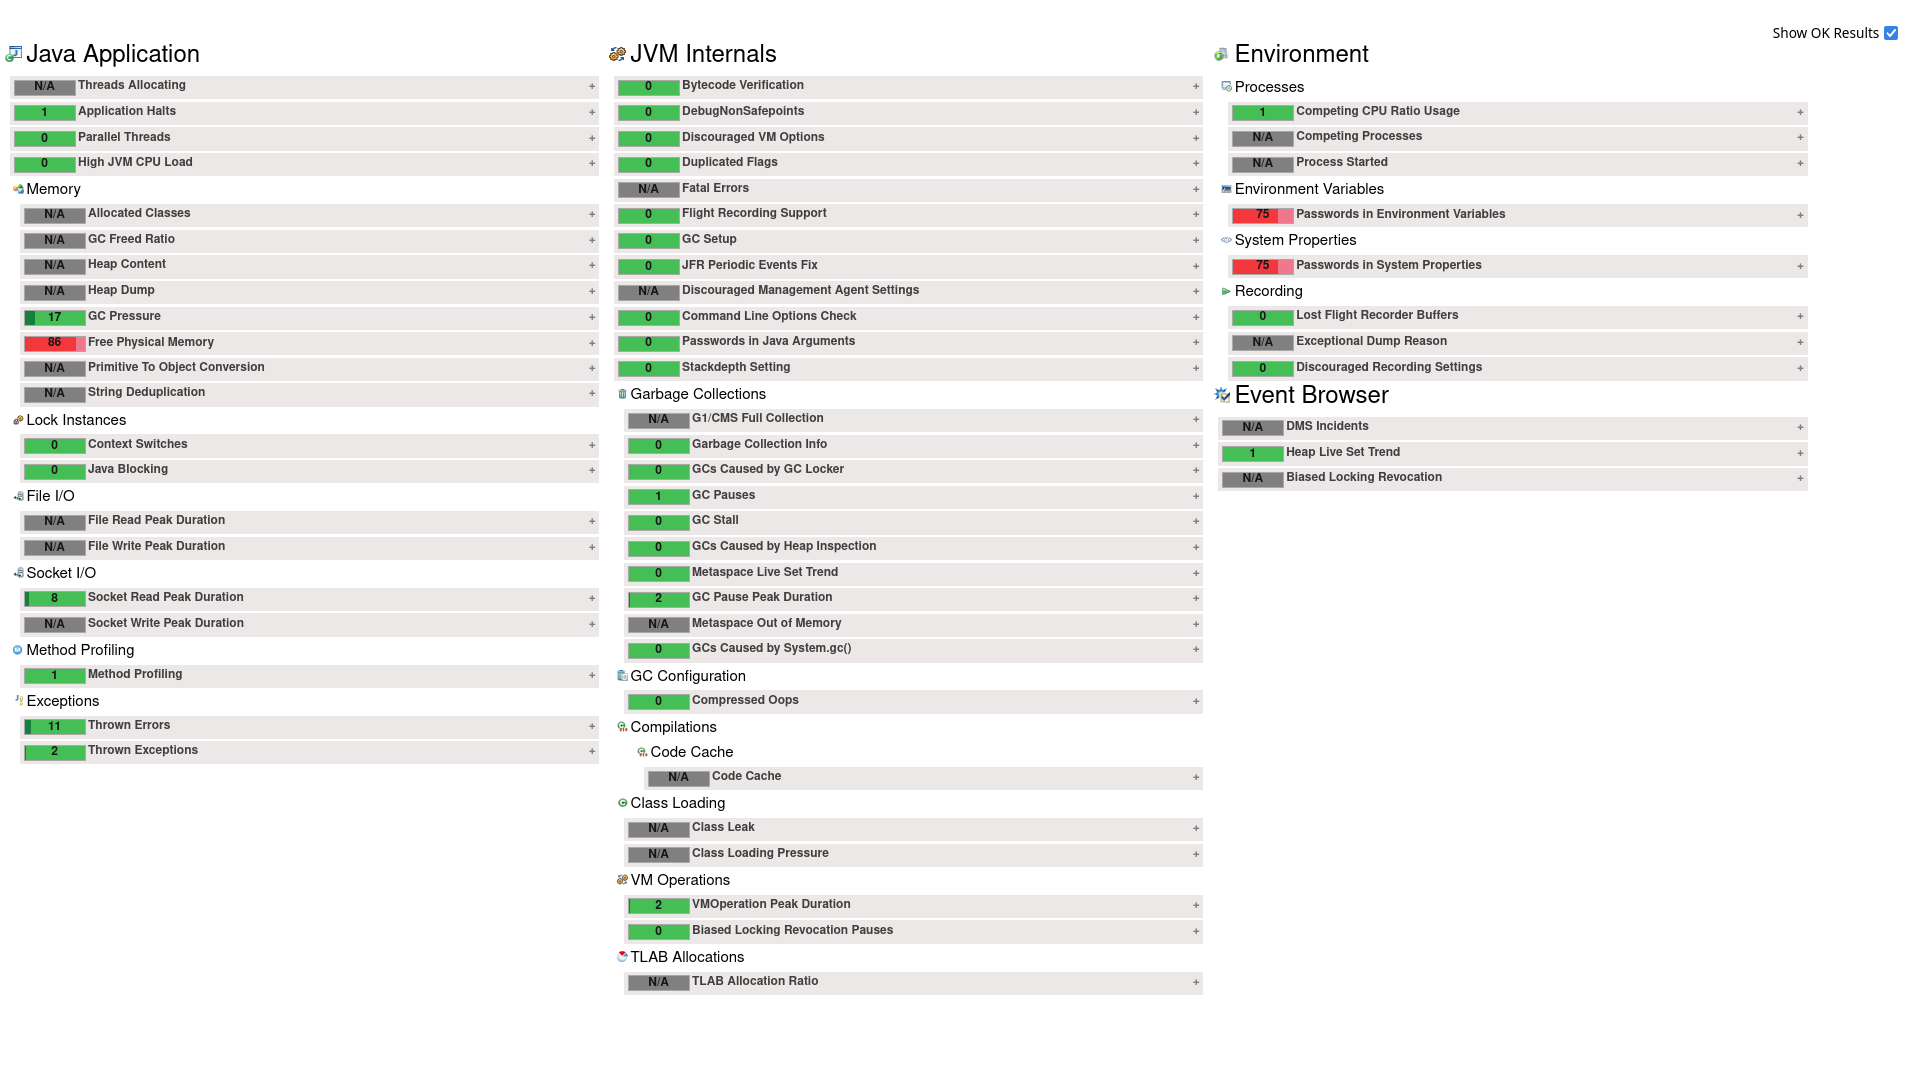 Show OK Results
Java Application
N/A Threads Allocating +
1 Application Halts +
0 Parallel Threads +
0 High JVM CPU Load +
Memory
N/A Allocated Classes +
N/A GC Freed Ratio +
N/A Heap Content +
N/A Heap Dump +
17 GC Pressure +
86 Free Physical Memory +
N/A Primitive To Object Conversion +
N/A String Deduplication +
Lock Instances
0 Context Switches +
0 Java Blocking +
File I/O
N/A File Read Peak Duration +
N/A File Write Peak Duration +
Socket I/O
8 Socket Read Peak Duration +
N/A Socket Write Peak Duration +
Method Profiling
1 Method Profiling +
Exceptions
11 Thrown Errors +
2 Thrown Exceptions +
JVM Internals
0 Bytecode Verification +
0 DebugNonSafepoints +
0 Discouraged VM Options +
0 Duplicated Flags +
N/A Fatal Errors +
0 Flight Recording Support +
0 GC Setup +
0 JFR Periodic Events Fix +
N/A Discouraged Management Agent Settings +
0 Command Line Options Check +
0 Passwords in Java Arguments +
0 Stackdepth Setting +
Garbage Collections
N/A G1/CMS Full Collection +
0 Garbage Collection Info +
0 GCs Caused by GC Locker +
1 GC Pauses +
0 GC Stall +
0 GCs Caused by Heap Inspection +
0 Metaspace Live Set Trend +
2 GC Pause Peak Duration +
N/A Metaspace Out of Memory +
0 GCs Caused by System.gc() +
GC Configuration
0 Compressed Oops +
Compilations
Code Cache
N/A Code Cache +
Class Loading
N/A Class Leak +
N/A Class Loading Pressure +
VM Operations
2 VMOperation Peak Duration +
0 Biased Locking Revocation Pauses +
TLAB Allocations
N/A TLAB Allocation Ratio +
Environment
Processes
1 Competing CPU Ratio Usage +
N/A Competing Processes +
N/A Process Started +
Environment Variables
75 Passwords in Environment Variables +
System Properties
75 Passwords in System Properties +
Recording
0 Lost Flight Recorder Buffers +
N/A Exceptional Dump Reason +
0 Discouraged Recording Settings +
Event Browser
N/A DMS Incidents +
1 Heap Live Set Trend +
N/A Biased Locking Revocation +